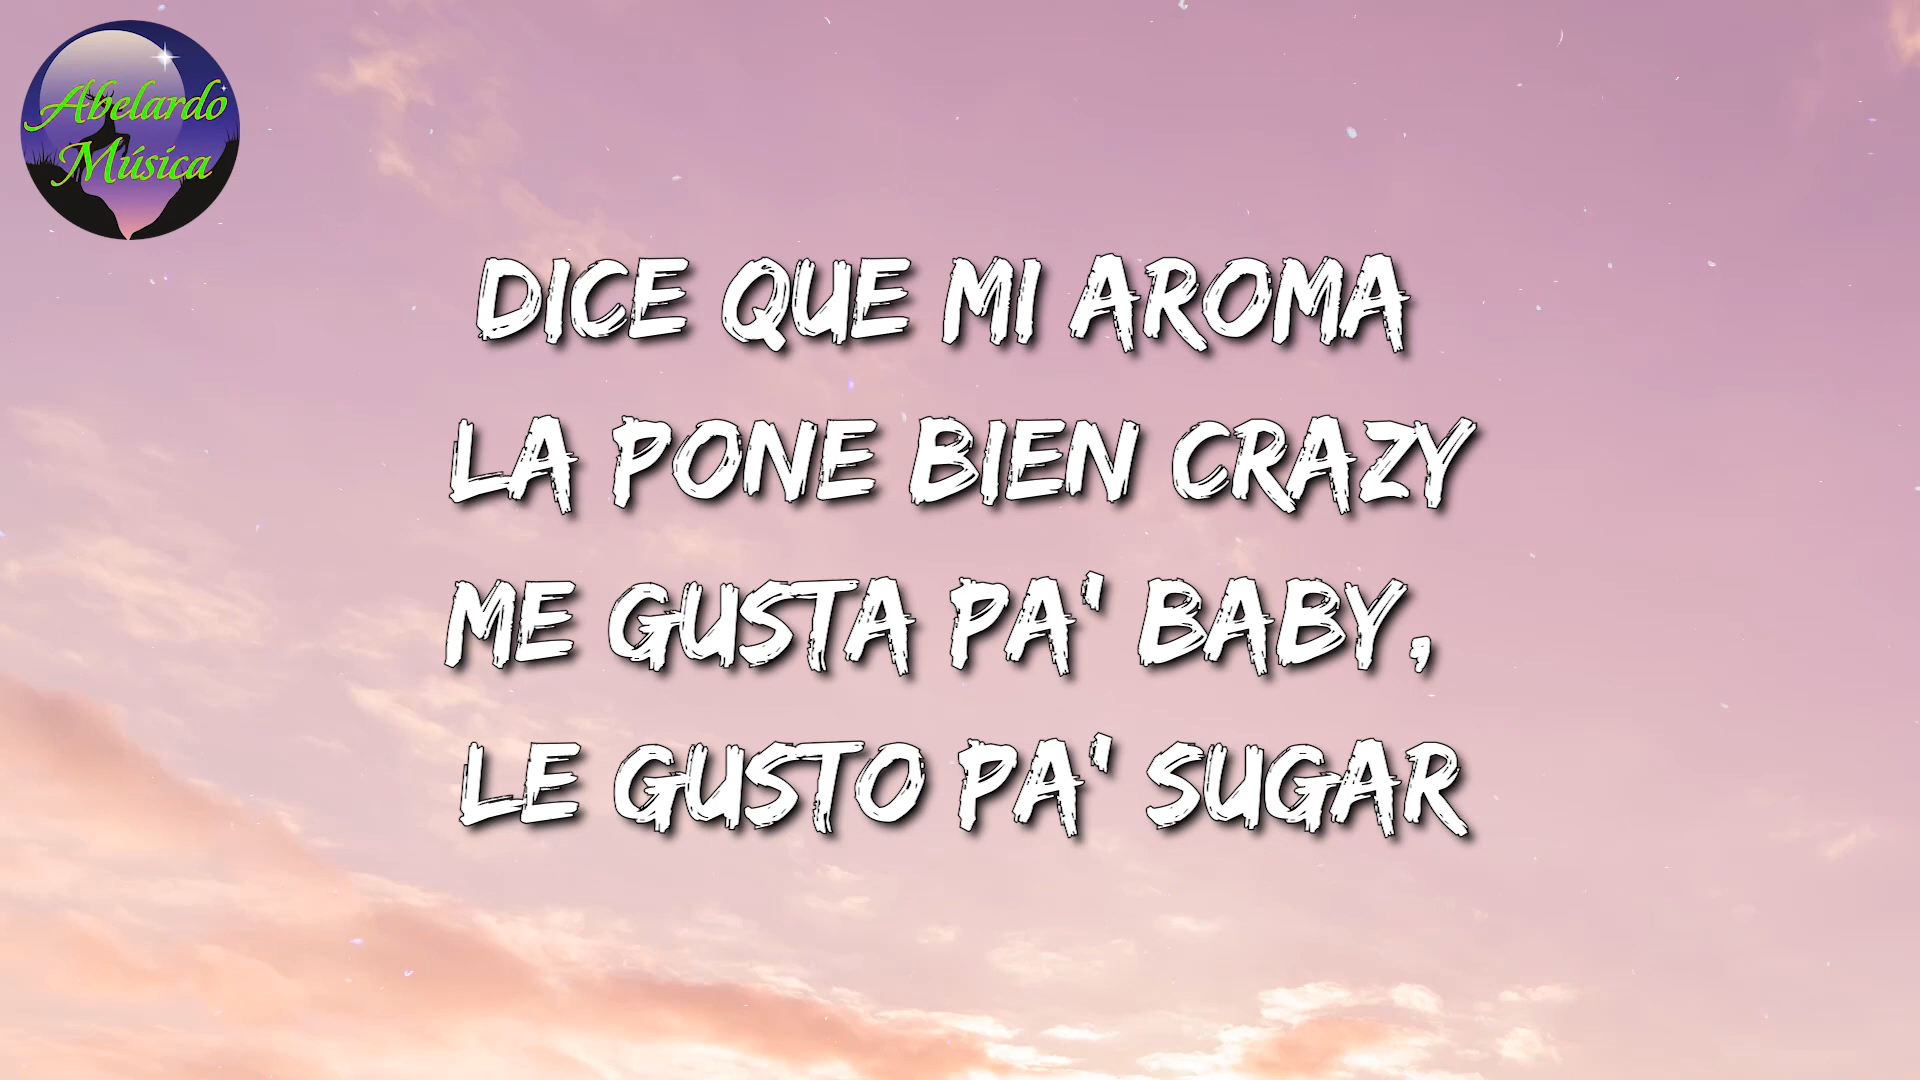 Abelardo
Música
DICE QUE MI AROMA
LA PONE BIEN CRAZY
ME GUSTA PA' BABY,
LE GUSTO PA' SUGAR